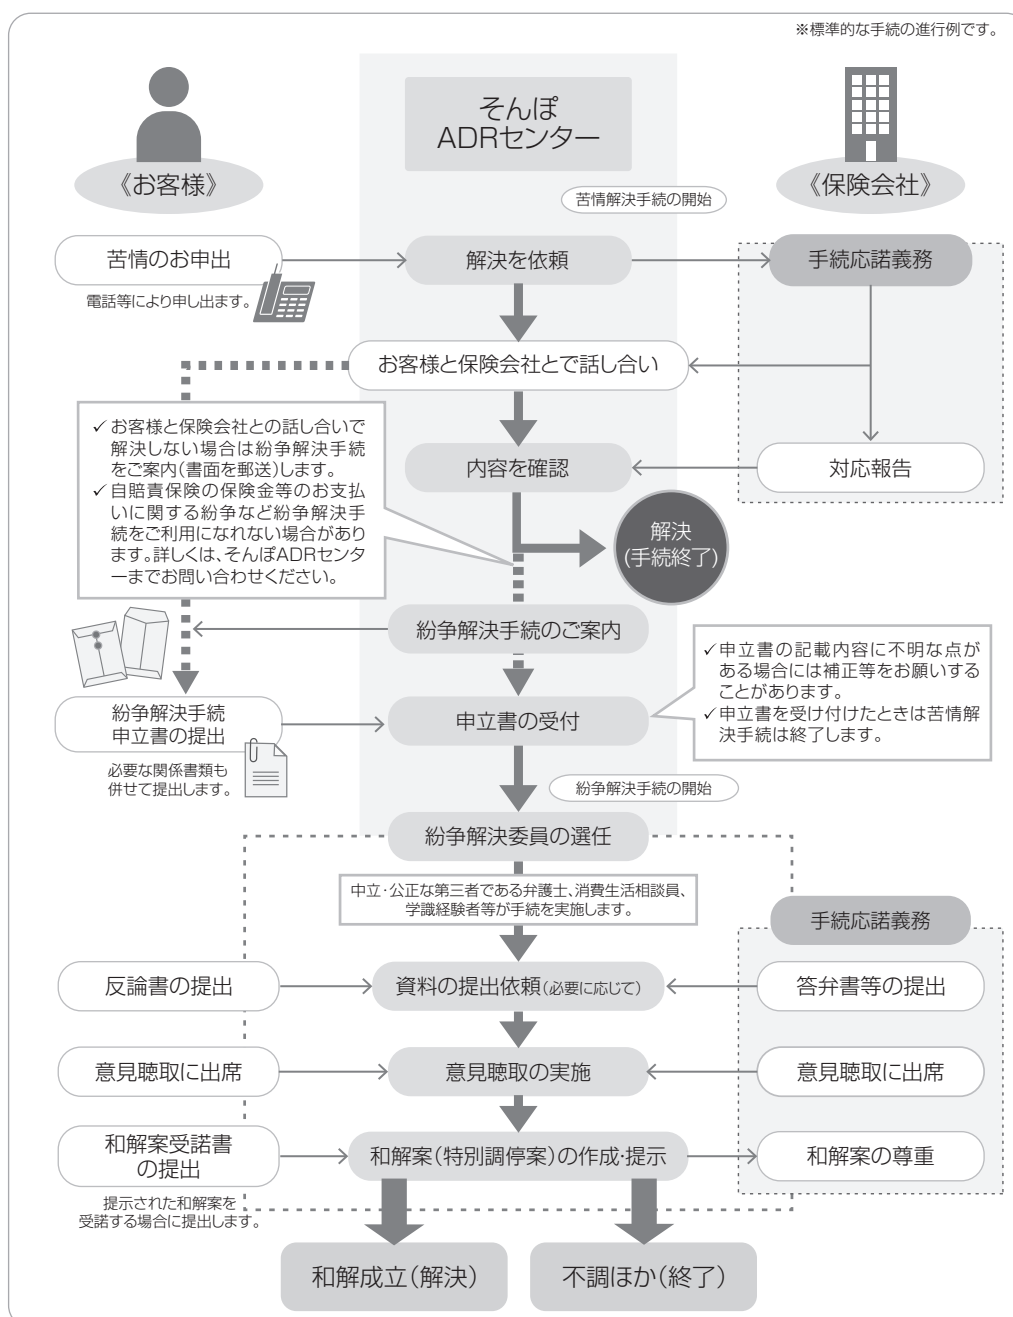 ※標準的な手続の進行例です。
そんぽ
ADRセンター
《お客様》
《保険会社》
苦情解決手続の開始
苦情のお申出
解決を依頼
手続応諾義務
電話等により申し出ます。
お客様と保険会社とで話し合い
✓お客様と保険会社との話し合いで
解決しない場合は紛争解決手続
をご案内(書面を郵送)します。
✓自賠責保険の保険金等のお支払
いに関する紛争など紛争解決手
続をご利用になれない場合があり
ます。詳しくは、そんぽADRセンタ
ーまでお問い合わせください。
内容を確認
対応報告
解決
(手続終了)
紛争解決手続のご案内
✓申立書の記載内容に不明な点が
ある場合には補正等をお願いする
ことがあります。
✓申立書を受け付けたときは苦情解
決手続は終了します。
紛争解決手続
申立書の提出
申立書の受付
必要な関係書類も
併せて提出します。
紛争解決手続の開始
紛争解決委員の選任
中立・公正な第三者である弁護士、消費生活相談員、
学識経験者等が手続を実施します。
手続応諾義務
反論書の提出
資料の提出依頼(必要に応じて)
答弁書等の提出
意見聴取に出席
意見聴取の実施
意見聴取に出席
和解案受諾書
の提出
和解案(特別調停案)の作成・提示
和解案の尊重
提示された和解案を
受諾する場合に提出します。
和解成立(解決)
不調ほか(終了)